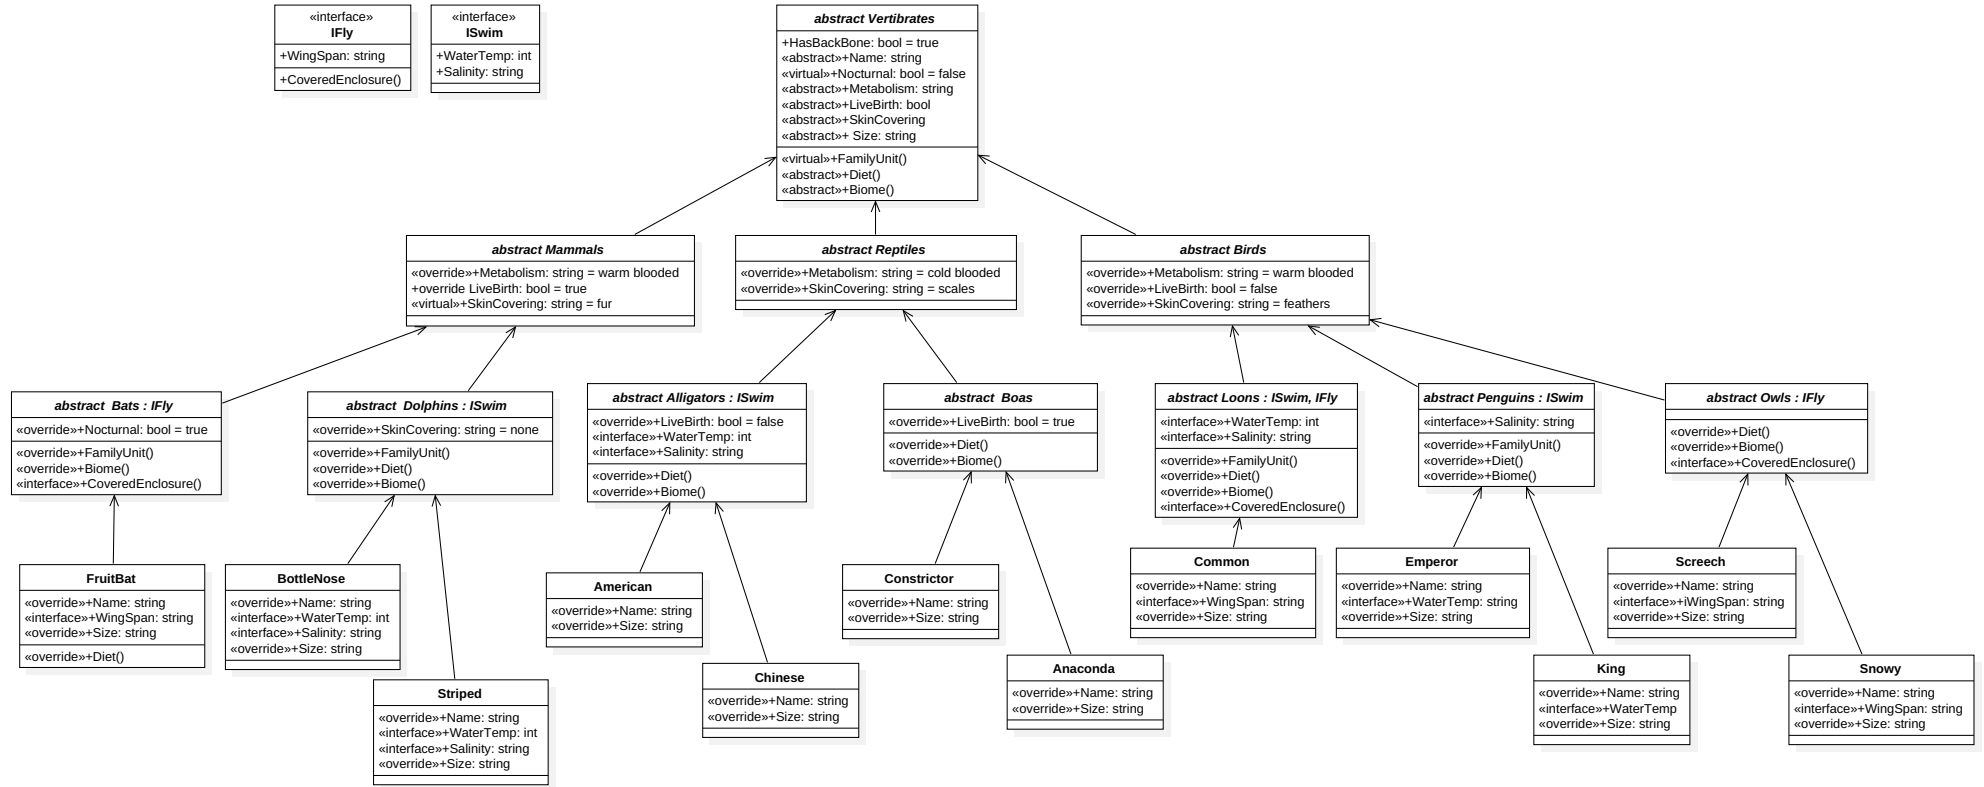 «interface»
IFly
+WingSpan: string
+CoveredEnclosure()
«interface»
ISwim
+WaterTemp: int
+Salinity: string
abstract Vertibrates
+HasBackBone: bool = true
«abstract»+Name: string
«virtual»+Nocturnal: bool = false
«abstract»+Metabolism: string
«abstract»+LiveBirth: bool
«abstract»+SkinCovering
«abstract»+ Size: string
«virtual»+FamilyUnit()
«abstract»+Diet()
«abstract»+Biome()
abstract Mammals
«override»+Metabolism: string = warm blooded
+override LiveBirth: bool = true
«virtual»+SkinCovering: string = fur
abstract Reptiles
«override»+Metabolism: string = cold blooded
«override»+SkinCovering: string = scales
abstract Birds
«override»+Metabolism: string = warm blooded
«override»+LiveBirth: bool = false
«override»+SkinCovering: string = feathers
abstract  Bats : IFly
«override»+Nocturnal: bool = true
«override»+FamilyUnit()
«override»+Biome()
«interface»+CoveredEnclosure()
abstract  Dolphins : ISwim
«override»+SkinCovering: string = none
«override»+FamilyUnit()
«override»+Diet()
«override»+Biome()
abstract Alligators : ISwim
«override»+LiveBirth: bool = false
«interface»+WaterTemp: int
«interface»+Salinity: string
«override»+Diet()
«override»+Biome()
abstract  Boas
«override»+LiveBirth: bool = true
«override»+Diet()
«override»+Biome()
abstract Loons : ISwim, IFly
«interface»+WaterTemp: int
«interface»+Salinity: string
«override»+FamilyUnit()
«override»+Diet()
«override»+Biome()
«interface»+CoveredEnclosure()
abstract Penguins : ISwim
«interface»+Salinity: string
«override»+FamilyUnit()
«override»+Diet()
«override»+Biome()
abstract Owls : IFly
«override»+Diet()
«override»+Biome()
«interface»+CoveredEnclosure()
FruitBat
«override»+Name: string
«interface»+WingSpan: string
«override»+Size: string
«override»+Diet()
BottleNose
«override»+Name: string
«interface»+WaterTemp: int
«interface»+Salinity: string
«override»+Size: string
Striped
«override»+Name: string
«interface»+WaterTemp: int
«interface»+Salinity: string
«override»+Size: string
American
«override»+Name: string
«override»+Size: string
Chinese
«override»+Name: string
«override»+Size: string
Constrictor
«override»+Name: string
«override»+Size: string
Anaconda
«override»+Name: string
«override»+Size: string
Common
«override»+Name: string
«interface»+WingSpan: string
«override»+Size: string
Emperor
«override»+Name: string
«interface»+WaterTemp: string
«override»+Size: string
King
«override»+Name: string
«interface»+WaterTemp
«override»+Size: string
Screech
«override»+Name: string
«interface»+iWingSpan: string
«override»+Size: string
Snowy
«override»+Name: string
«interface»+WingSpan: string
«override»+Size: string